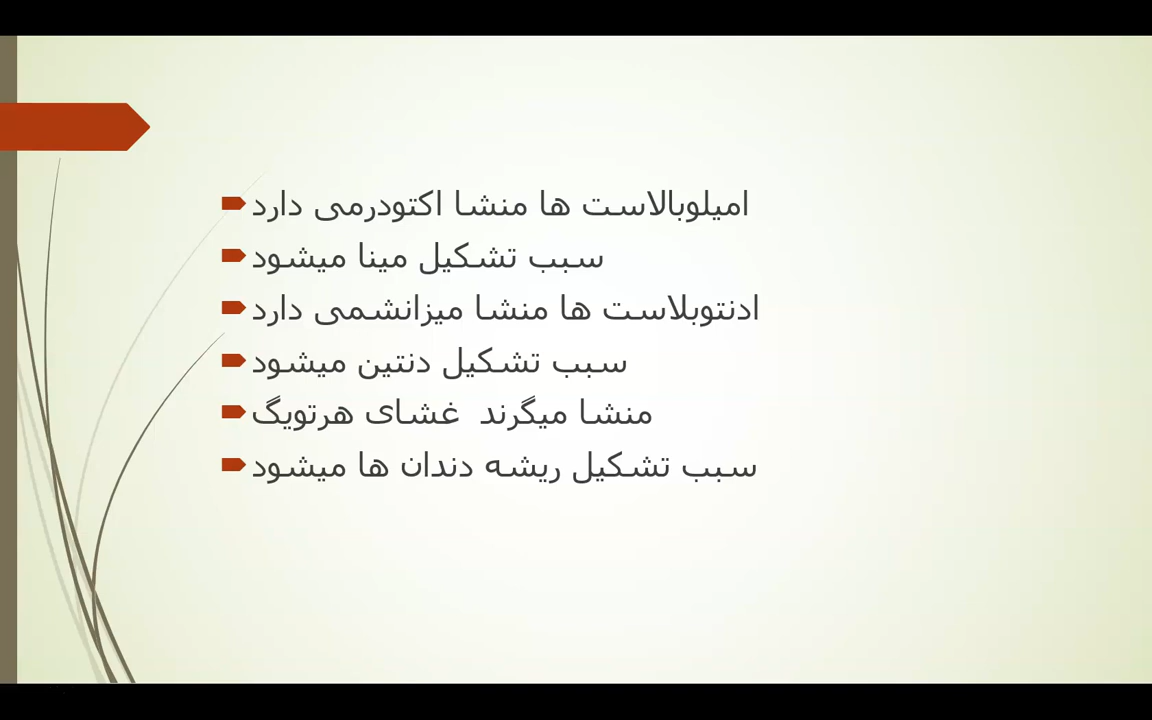 امیلوبالاست ها منشا اکتودرمی دارد
سبب تشکیل مینا میشود
ادنتوبلاست ها منشا میزانشمی دارد
سبب تشکیل دنتین میشود
منشا میگرند  غشای هرتویگ
سبب تشکیل ریشه دندان ها میشود